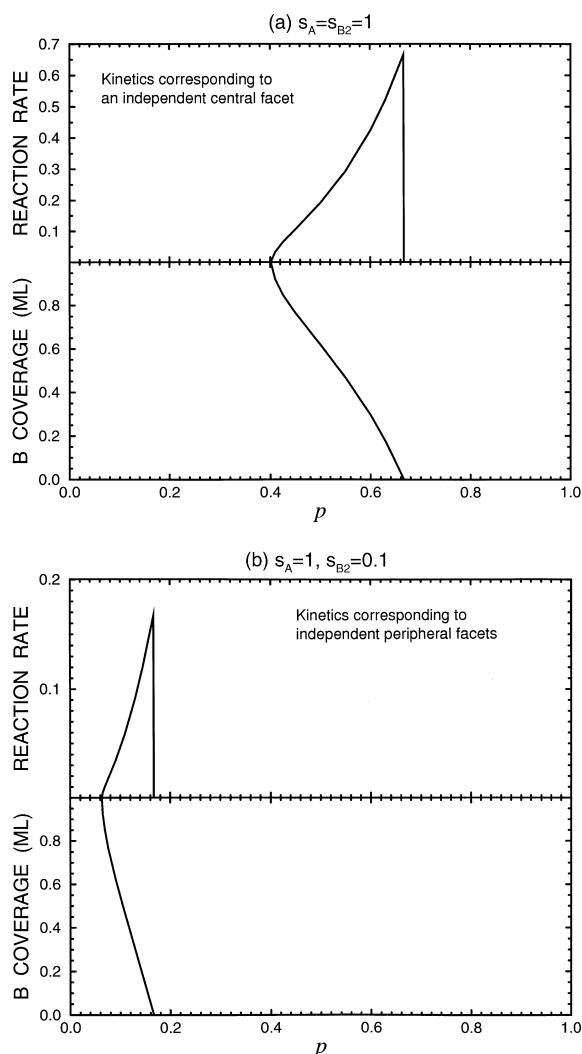 (a) s_A=s_B2=1
0.7
0.6
0.5
0.4
0.3
0.2
0.1
REACTION RATE
Kinetics corresponding to
an independent central facet
0.8
0.6
0.4
0.2
0.0
B COVERAGE (ML)
0.0 0.2 0.4 0.6 0.8 1.0
p
(b) s_A=1, s_B2=0.1
0.2
0.1
REACTION RATE
Kinetics corresponding to
independent peripheral facets
0.8
0.6
0.4
0.2
0.0
B COVERAGE (ML)
0.0 0.2 0.4 0.6 0.8 1.0
p